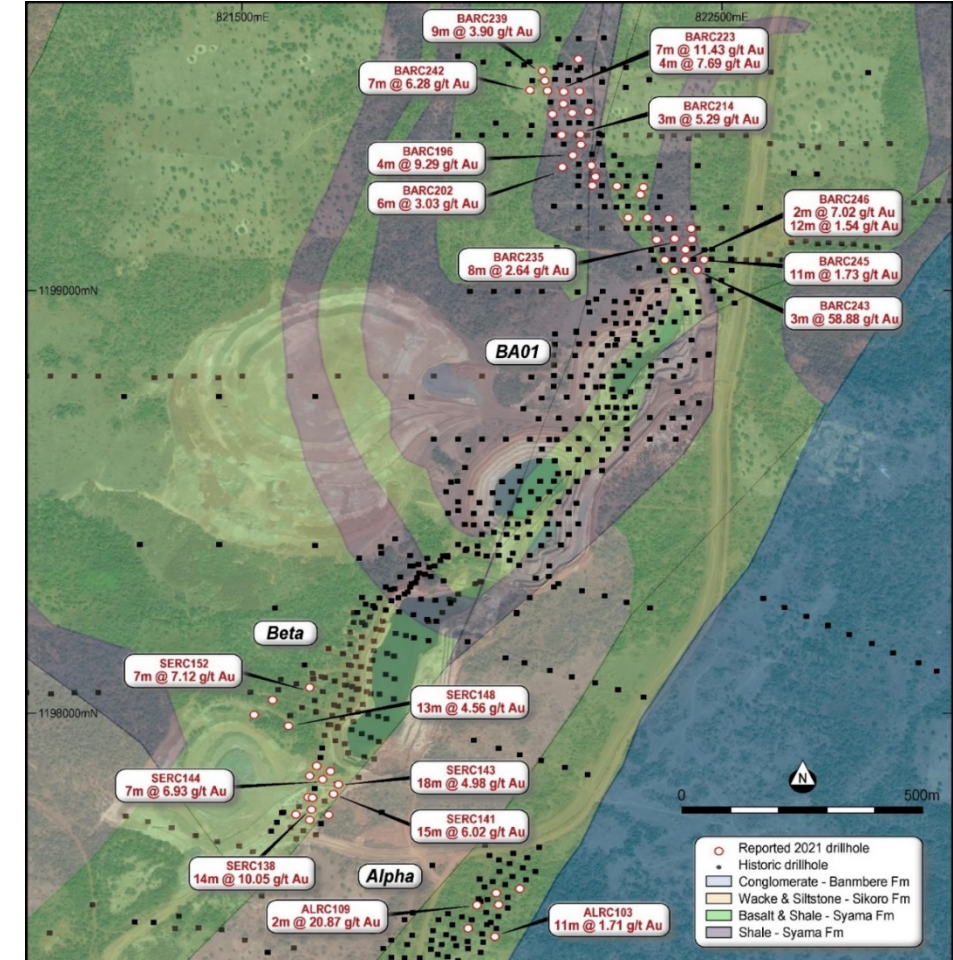 821500mE
822500mE
BARC239
9m @ 3.90 g/t Au
BARC223
7m @ 11.43 g/t Au
4m @ 7.69 g/t Au
BARC242
7m @ 6.28 g/t Au
BARC214
3m @ 5.29 g/t Au
BARC196
4m @ 9.29 g/t Au
BARC202
6m @ 3.03 g/t Au
BARC246
2m @ 7.02 g/t Au
12m @ 1.54 g/t Au
BARC235
8m @ 2.64 g/t Au
BARC245
11m @ 1.73 g/t Au
1199000mN
BARC243
3m @ 58.88 g/t Au
BA01
Beta
SERC152
7m @ 7.12 g/t Au
SERC148
13m @ 4.56 g/t Au
1198000mN
SERC144
7m @ 6.93 g/t Au
SERC143
18m @ 4.98 g/t Au
N
0
500m
SERC141
15m @ 6.02 g/t Au
SERC138
14m @ 10.05 g/t Au
Alpha
ALRC109
2m @ 20.87 g/t Au
ALRC103
11m @ 1.71 g/t Au
Reported 2021 drillhole
Historic drillhole
Conglomerate - Banmbere Fm
Wacke & Siltstone - Sikoro Fm
Basalt & Shale - Syama Fm
Shale - Syama Fm